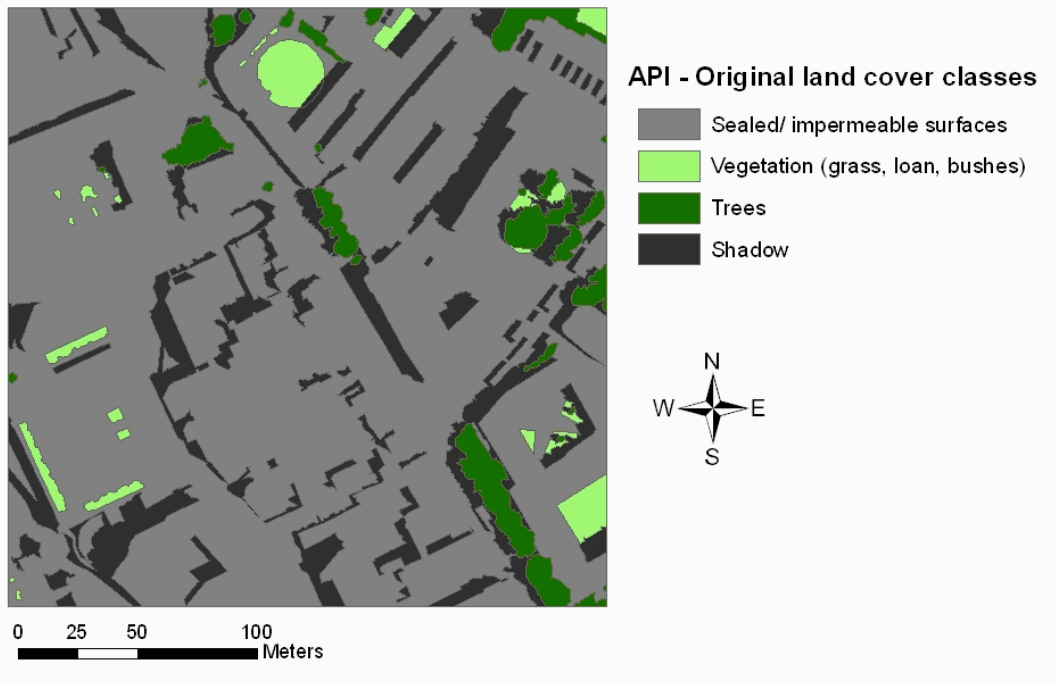 API - Original land cover classes
Sealed/ impermeable surfaces
Vegetation (grass, loan, bushes)
Trees
Shadow
N
W E
S
0 25 50 100
Meters